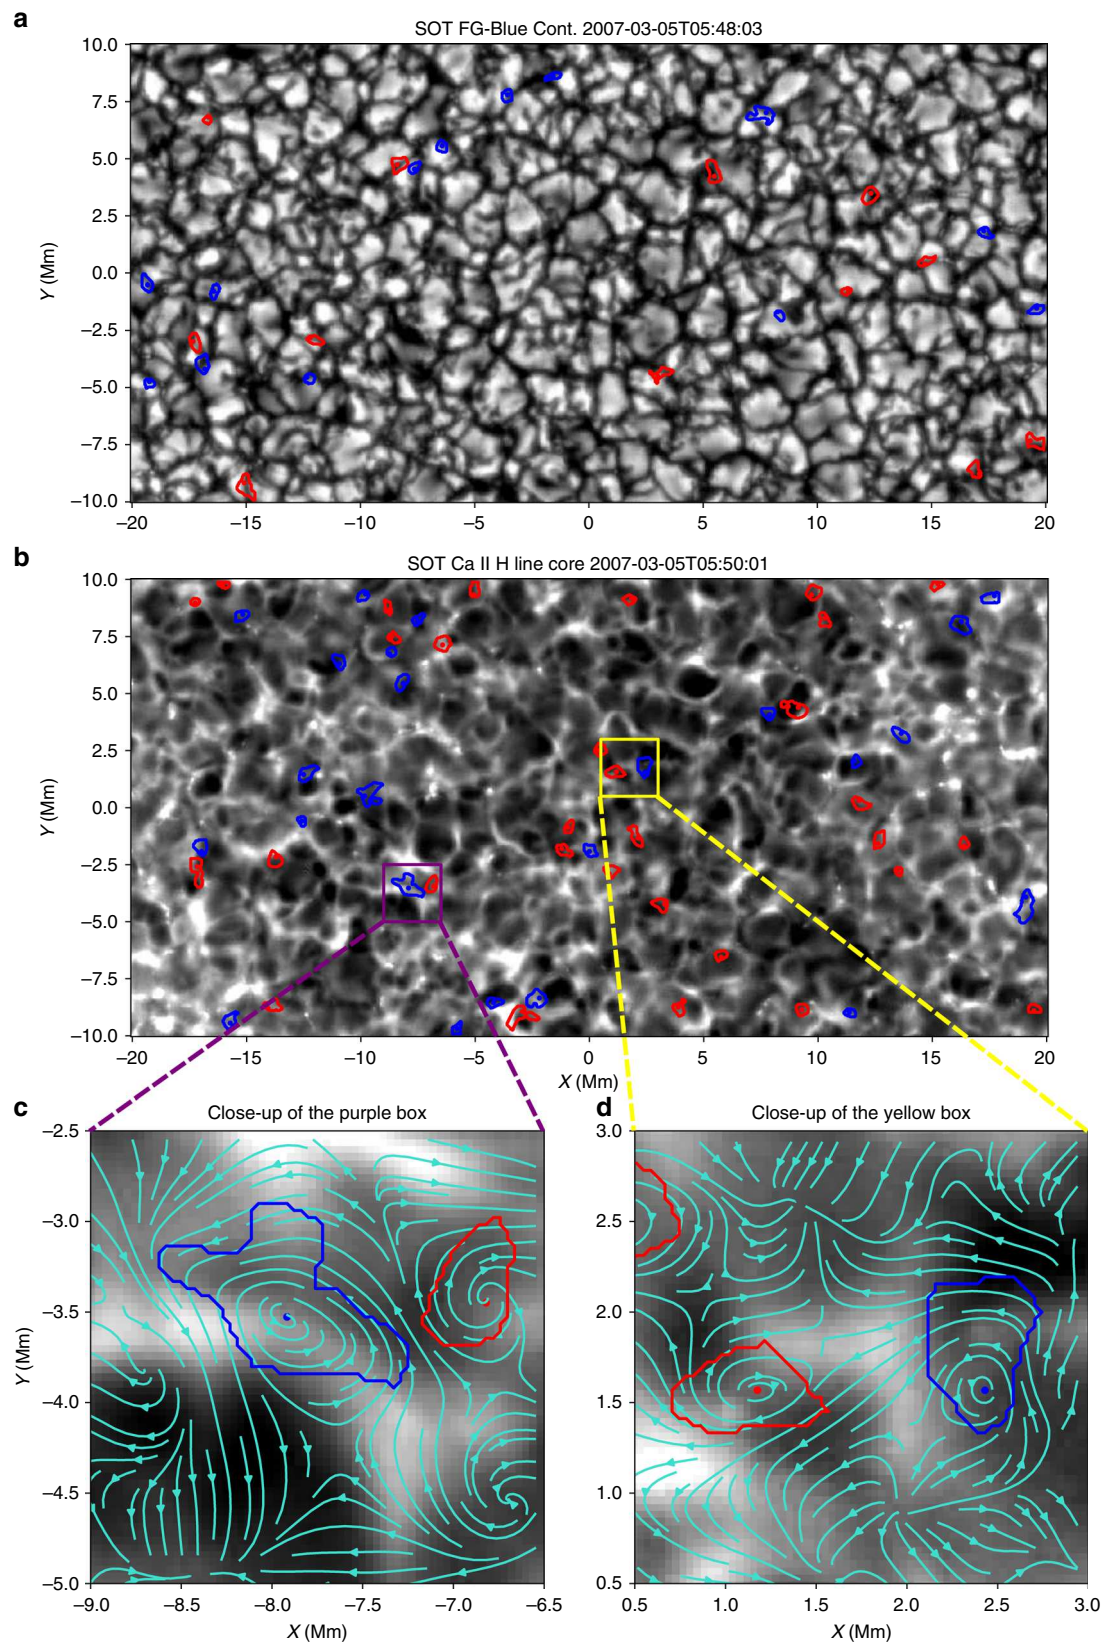 a
SOT FG-Blue Cont. 2007-03-05T05:48:03
10.0
7.5
5.0
2.5
0.0
−2.5
−5.0
−7.5
−10.0
Y (Mm)
−20 −15 −10 −5 0 5 10 15 20
b
SOT Ca II H line core 2007-03-05T05:50:01
10.0
7.5
5.0
2.5
0.0
−2.5
−5.0
−7.5
−10.0
Y (Mm)
−20 −15 −10 −5 0 5 10 15 20
X (Mm)
c
Close-up of the purple box
−2.5
−3.0
−3.5
−4.0
−4.5
−5.0
Y (Mm)
−9.0 −8.5 −8.0 −7.5 −7.0 −6.5
X (Mm)
d
Close-up of the yellow box
3.0
2.5
2.0
1.5
1.0
0.5
0.5 1.0 1.5 2.0 2.5 3.0
X (Mm)